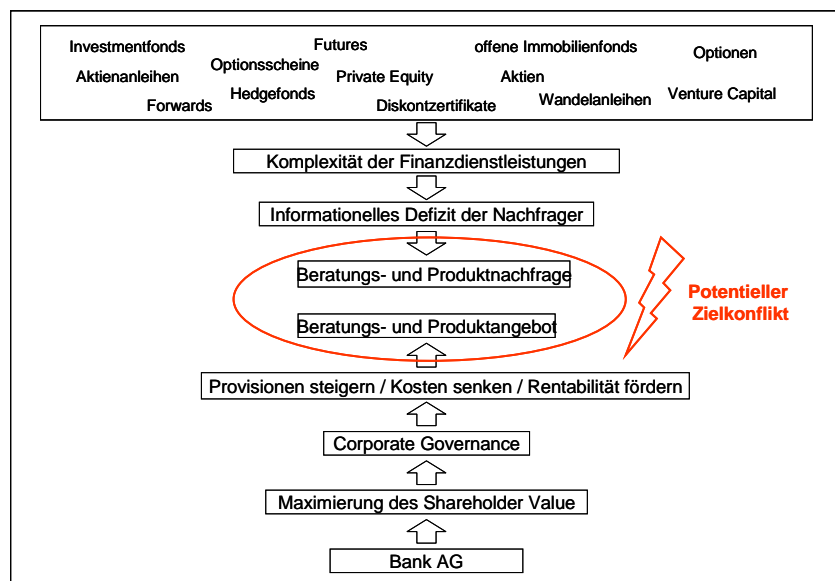 Investmentfonds Futures offene Immobilienfonds Optionen
Aktienanleihen Optionsscheine Private Equity Aktien
Forwards Hedgefonds Diskontzertifikate Wandelanleihen Venture Capital
Komplexität der Finanzdienstleistungen
Informationelles Defizit der Nachfrager
Beratungs- und Produktnachfrage
Potentieller
Zielkonflikt
Beratungs- und Produktangebot
Provisionen steigern / Kosten senken / Rentabilität fördern
Corporate Governance
Maximierung des Shareholder Value
Bank AG